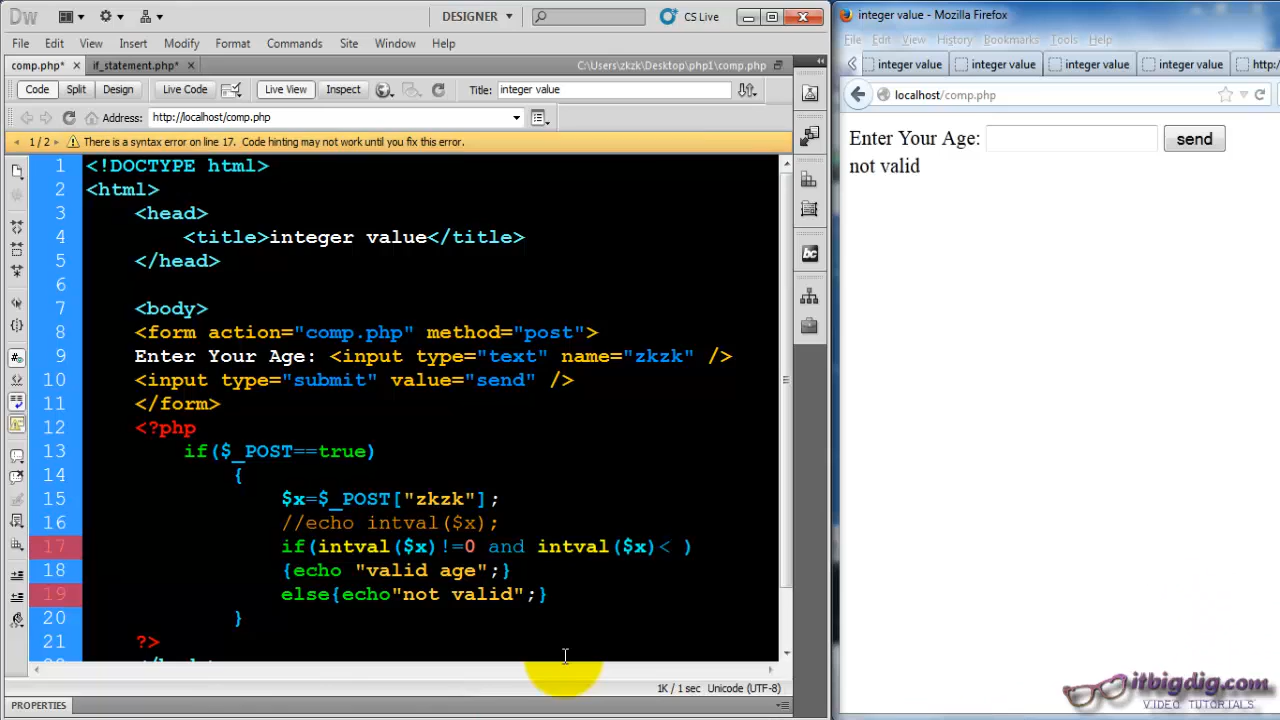 Dw
DESIGNER
CS Live
File Edit View Insert Modify Format Commands Site Window Help
comp.php* × if_statement.php* ×
C:\Users\zkzk\Desktop\php1\comp.php
Code Split Design Live Code Live View Inspect Title: integer value
Address: http://localhost/comp.php
1 / 2 There is a syntax error on line 17. Code hinting may not work until you fix this error.
1 <!DOCTYPE html>
2 <html>
3 <head>
4 <title>integer value</title>
5 </head>
6
7 <body>
8 <form action="comp.php" method="post">
9 Enter Your Age: <input type="text" name="zkzk" />
10 <input type="submit" value="send" />
11 </form>
12 <?php
13 if($_POST==true)
14 {
15 $x=$_POST["zkzk"];
16 //echo intval($x);
17 if(intval($x)!=0 and intval($x)< )
18 {echo "valid age";}
19 else{echo"not valid";}
20 }
21 ?>
1K / 1 sec Unicode (UTF-8)
PROPERTIES
bc
integer value - Mozilla Firefox
File Edit View History Bookmarks Tools Help
integer value integer value integer value integer value http:
localhost/comp.php
Enter Your Age: send
not valid
itbigdig.com
VIDEO TUTORIALS